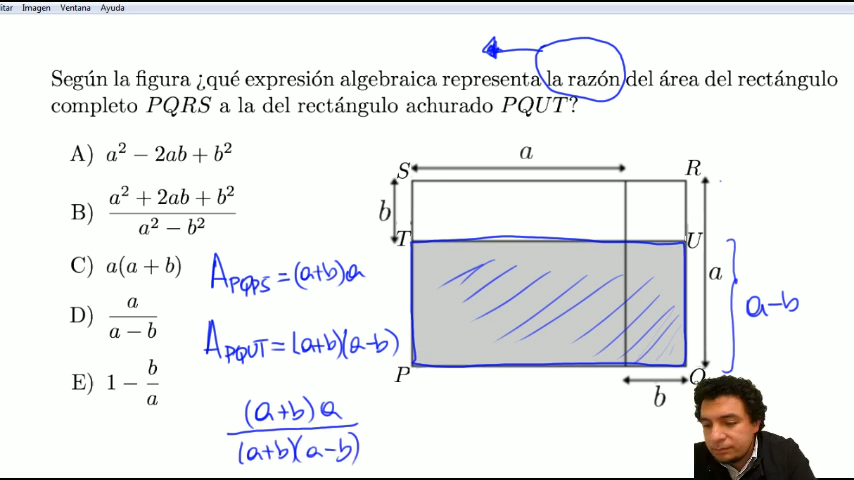 itar Imagen Ventana Ayuda
Según la figura ¿qué expresión algebraica representa la razón del área del rectángulo
completo PQRS a la del rectángulo achurado PQUT?
A) a² − 2ab + b²
B) (a² + 2ab + b²)/(a² − b²)
C) a(a + b)
D) a/(a − b)
E) 1 − b/a
a
S
R
b
T
U
a
a-b
P
Q
b
A_PQRS = (a+b)a
A_PQUT = (a+b)(a-b)
(a+b)a
(a+b)(a-b)